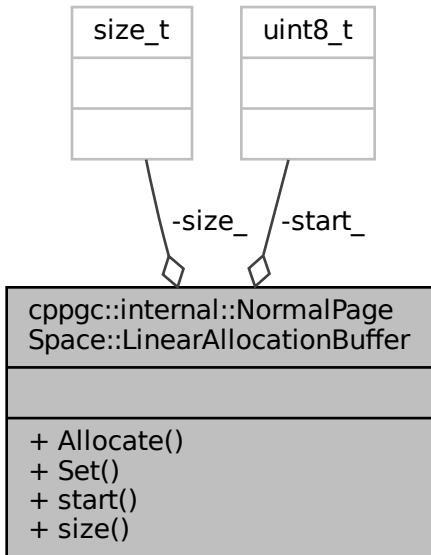 size_t
uint8_t
-size_
-start_
cppgc::internal::NormalPage
Space::LinearAllocationBuffer
+ Allocate()
+ Set()
+ start()
+ size()